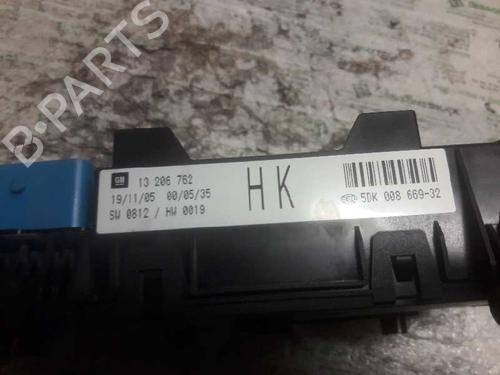 B-PARTS
GM
13 206 762
19/11/05 00/05/35
SW 0812 / HW 0019
HK
5DK 008 669-32